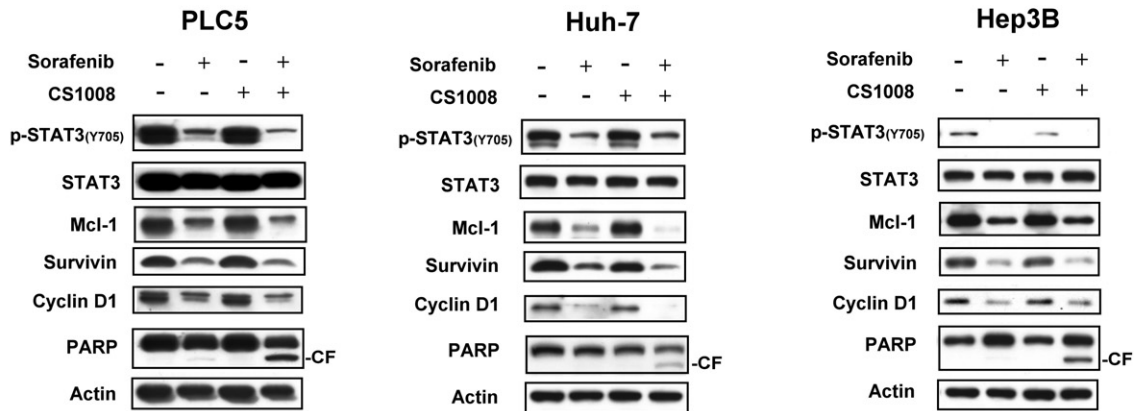 PLC5
Sorafenib - + - +
CS1008 - - + +
p-STAT3(Y705)
STAT3
Mcl-1
Survivin
Cyclin D1
PARP
-CF
Actin
Huh-7
Sorafenib - + - +
CS1008 - - + +
p-STAT3(Y705)
STAT3
Mcl-1
Survivin
Cyclin D1
PARP
-CF
Actin
Hep3B
Sorafenib - + - +
CS1008 - - + +
p-STAT3(Y705)
STAT3
Mcl-1
Survivin
Cyclin D1
PARP
-CF
Actin